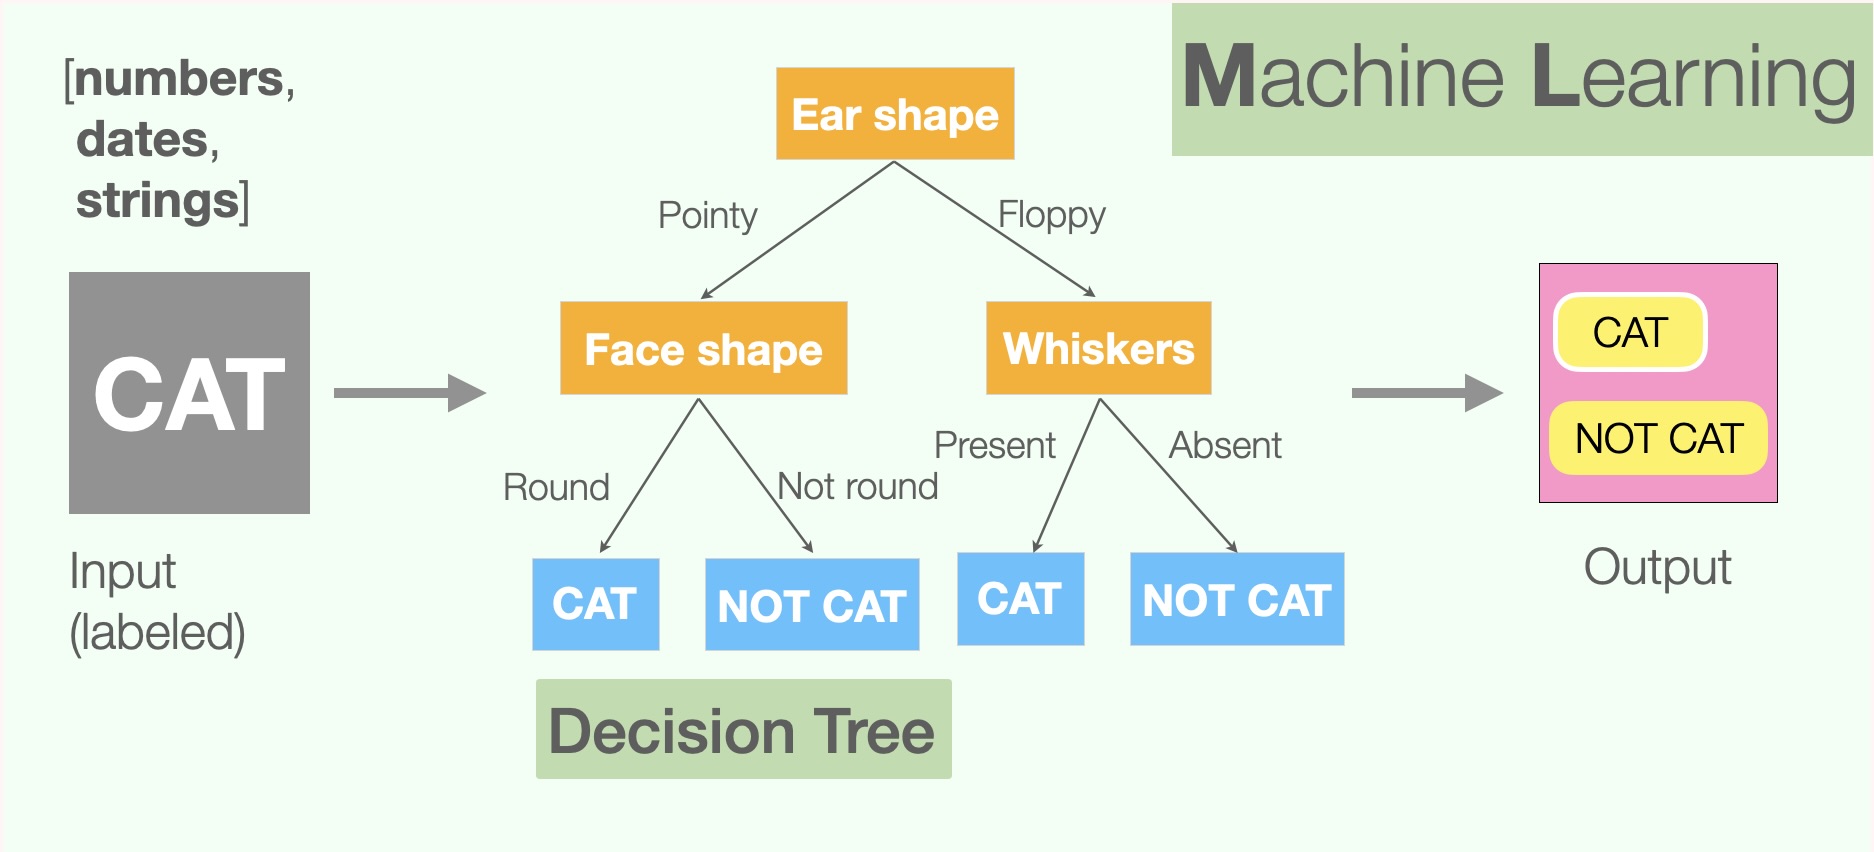 Machine Learning
[numbers,
dates,
strings]
CAT
Input
(labeled)
Ear shape
Pointy
Floppy
Face shape
Whiskers
Round
Not round
Present
Absent
CAT
NOT CAT
CAT
NOT CAT
Decision Tree
CAT
NOT CAT
Output